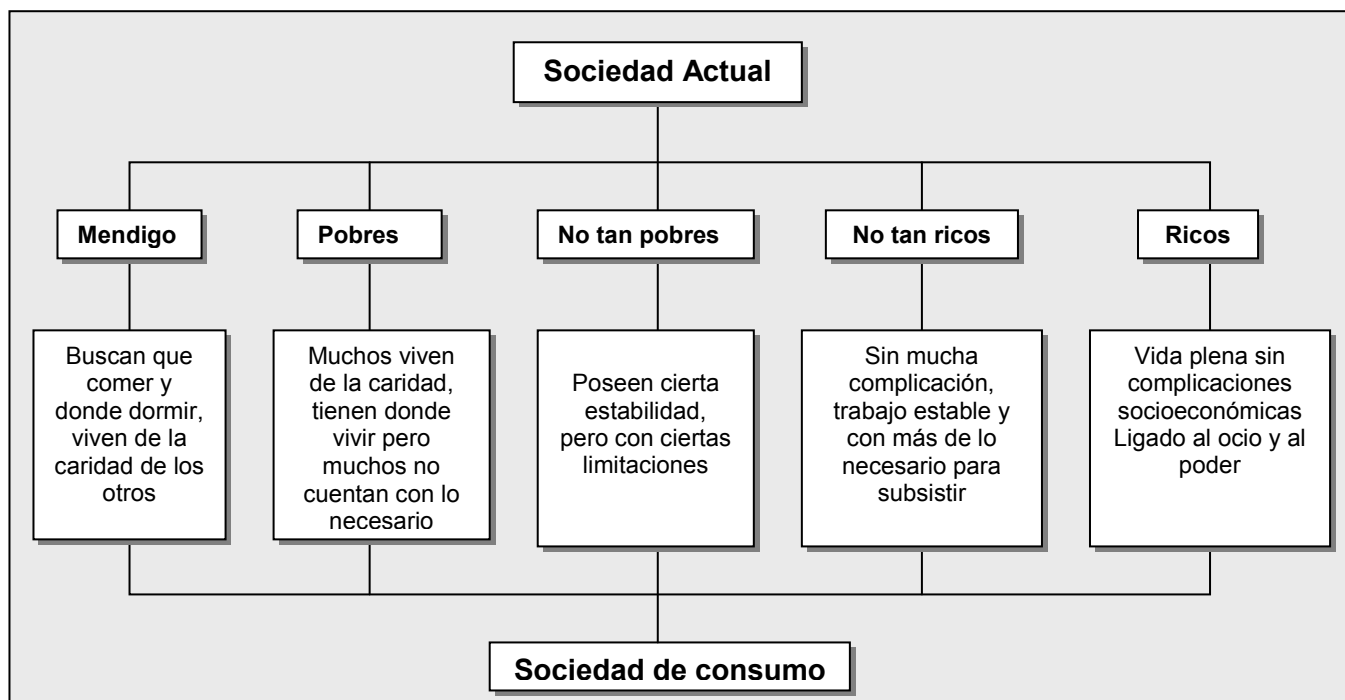 Sociedad Actual
Mendigo
Pobres
No tan pobres
No tan ricos
Ricos
Buscan que
comer y
donde dormir,
viven de la
caridad de los
otros
Muchos viven
de la caridad,
tienen donde
vivir pero
muchos no
cuentan con lo
necesario
Poseen cierta
estabilidad,
pero con ciertas
limitaciones
Sin mucha
complicación,
trabajo estable y
con más de lo
necesario para
subsistir
Vida plena sin
complicaciones
socioeconómicas
Ligado al ocio y al
poder
Sociedad de consumo